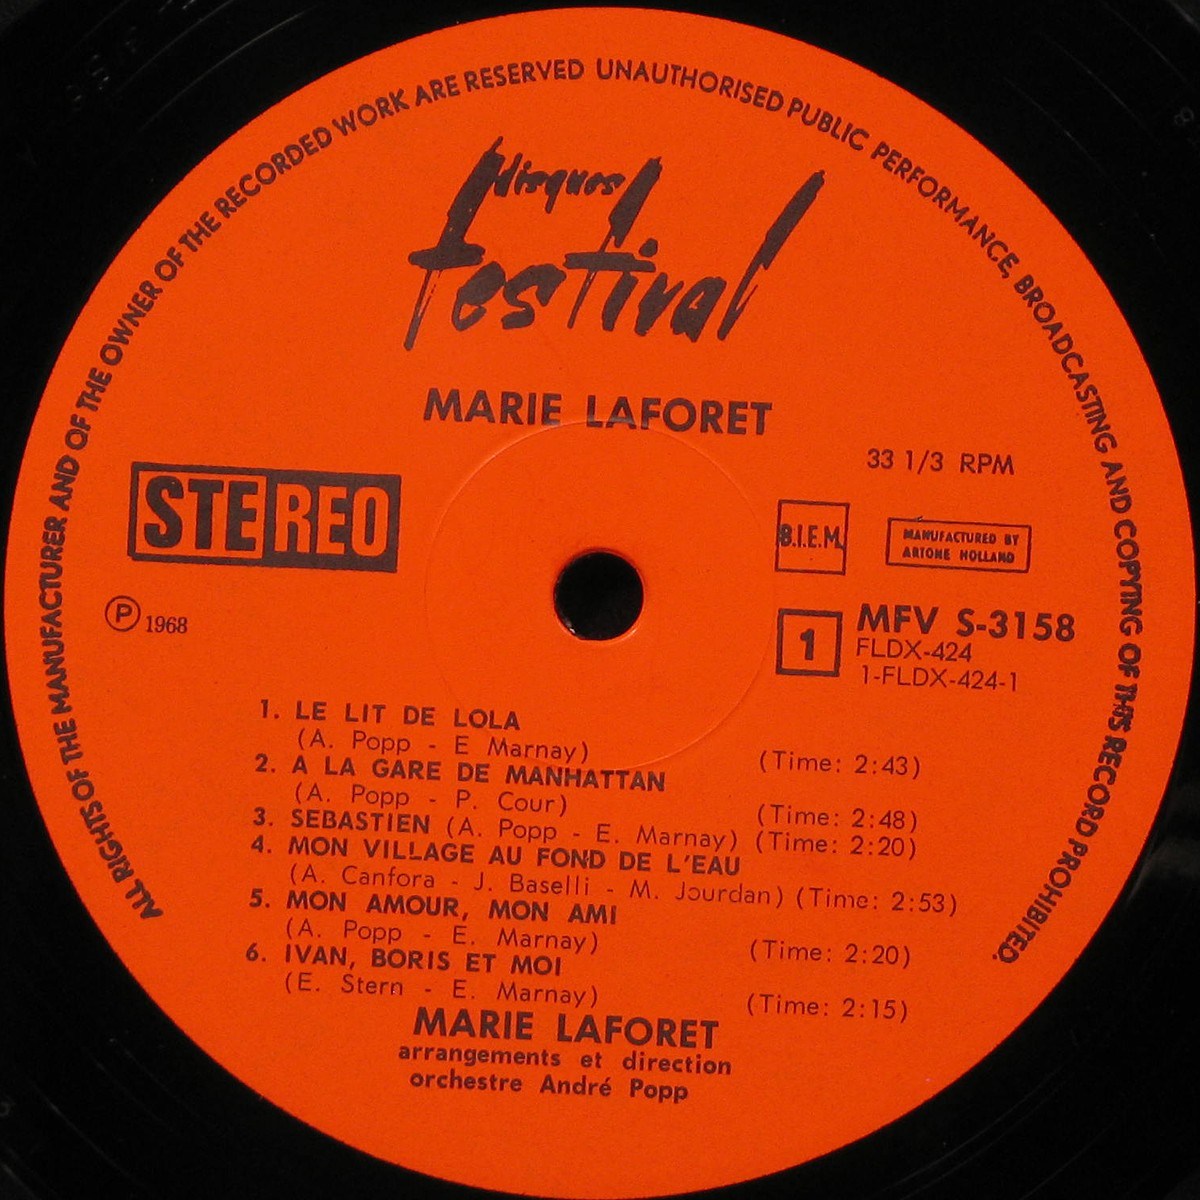 ALL RIGHTS OF THE MANUFACTURER AND OF THE OWNER OF THE RECORDED WORK ARE RESERVED UNAUTHORISED PUBLIC PERFORMANCE, BROADCASTING AND COPYING OF THIS RECORD PROHIBITED.
disques
festival
MARIE LAFORET
33 1/3 RPM
STEREO
B.I.E.M.
MANUFACTURED BY
ARTONE HOLLAND
Ⓟ 1968
1
MFV S-3158
FLDX-424
1-FLDX-424-1
1. LE LIT DE LOLA
(A. Popp - E Marnay) (Time: 2:43)
2. A LA GARE DE MANHATTAN
(A. Popp - P. Cour) (Time: 2:48)
3. SEBASTIEN (A. Popp - E. Marnay) (Time: 2:20)
4. MON VILLAGE AU FOND DE L'EAU
(A. Canfora - J. Baselli - M. Jourdan) (Time: 2:53)
5. MON AMOUR, MON AMI
(A. Popp - E. Marnay) (Time: 2:20)
6. IVAN, BORIS ET MOI
(E. Stern - E. Marnay) (Time: 2:15)
MARIE LAFORET
arrangements et direction
orchestre André Popp